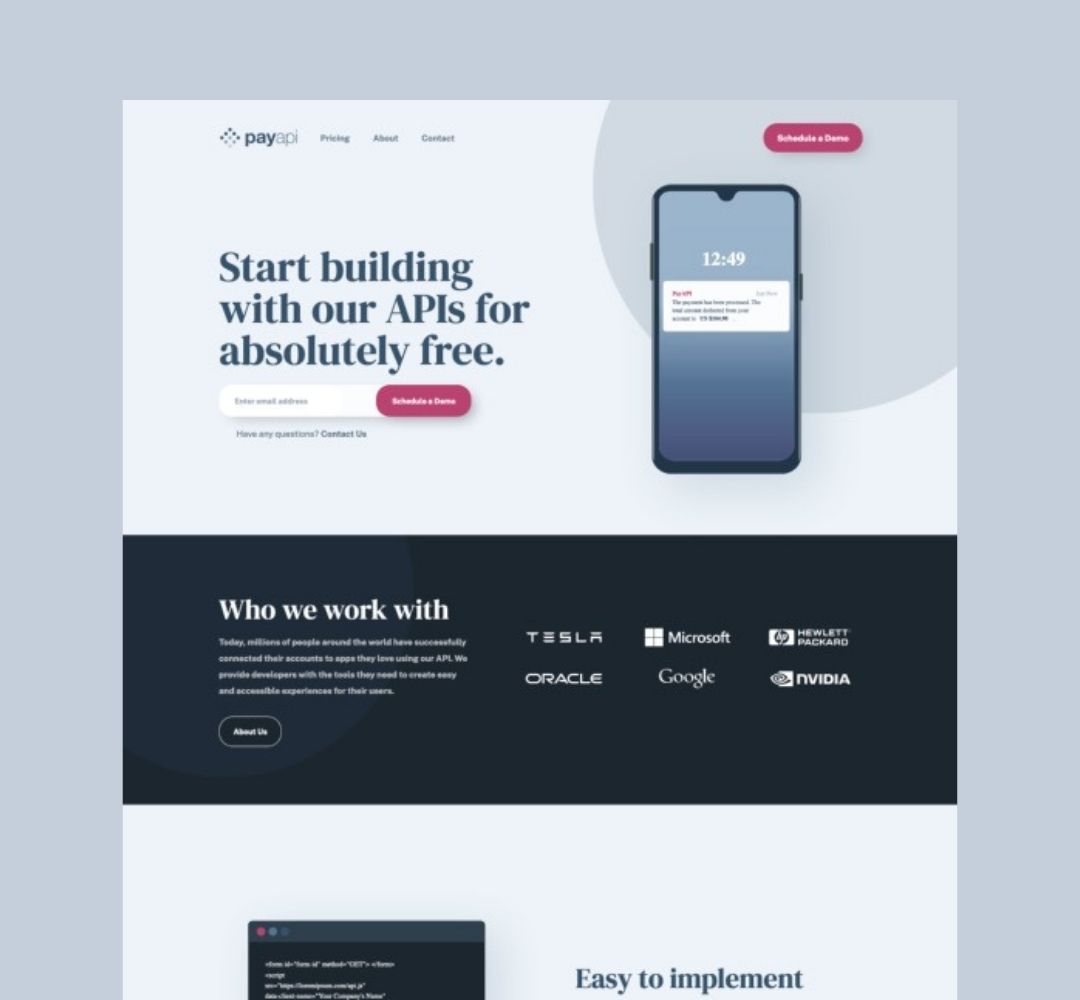 payapi Pricing About Contact Schedule a Demo
12:49
Pay API Just Now
The payment has been processed. The
total amount deducted from your
account is
Start building
with our APIs for
absolutely free.
Enter email address Schedule a Demo
Have any questions? Contact Us
Who we work with
Today, millions of people around the world have successfully
connected their accounts to apps they love using our API. We
provide developers with the tools they need to create easy
and accessible experiences for their users.
About Us
TESLA Microsoft hp HEWLETT PACKARD
ORACLE Google NVIDIA
<form id="form-id" method="GET"> </form>
<script
src="https://loremipsum.com/api.js"
data-client-name="Your Company's Name"
Easy to implement